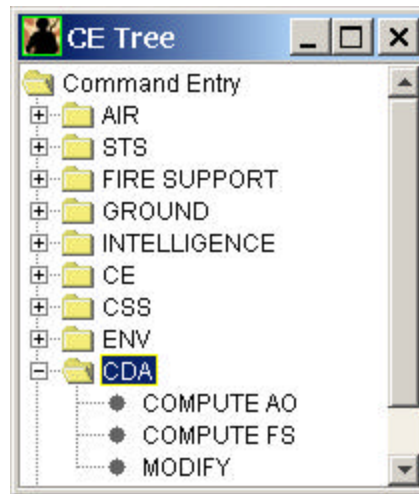 CE Tree
Command Entry
AIR
STS
FIRE SUPPORT
GROUND
INTELLIGENCE
CE
CSS
ENV
CDA
COMPUTE AO
COMPUTE FS
MODIFY